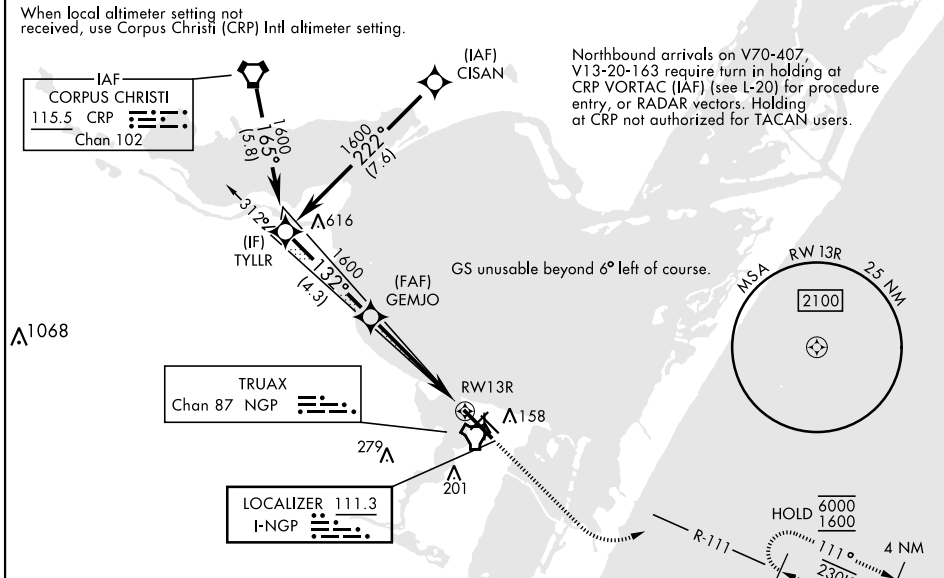 When local altimeter setting not
received, use Corpus Christi (CRP) Intl altimeter setting.
(IAF)
CISAN
Northbound arrivals on V70-407,
V13-20-163 require turn in holding at
CRP VORTAC (IAF) (see L-20) for procedure
entry, or RADAR vectors. Holding
at CRP not authorized for TACAN users.
IAF
CORPUS CHRISTI
115.5 CRP
Chan 102
1600
165°
(5.8)
1600
222°
(7.6)
312°
616
(IF)
TYLLR
1600
132°
(4.3)
(FAF)
GEMJO
GS unusable beyond 6° left of course.
MSA RW 13R 25 NM
2100
1068
TRUAX
Chan 87 NGP
RW13R
158
279
201
LOCALIZER 111.3
I-NGP
R-111
HOLD 6000
1600
111°
4 NM